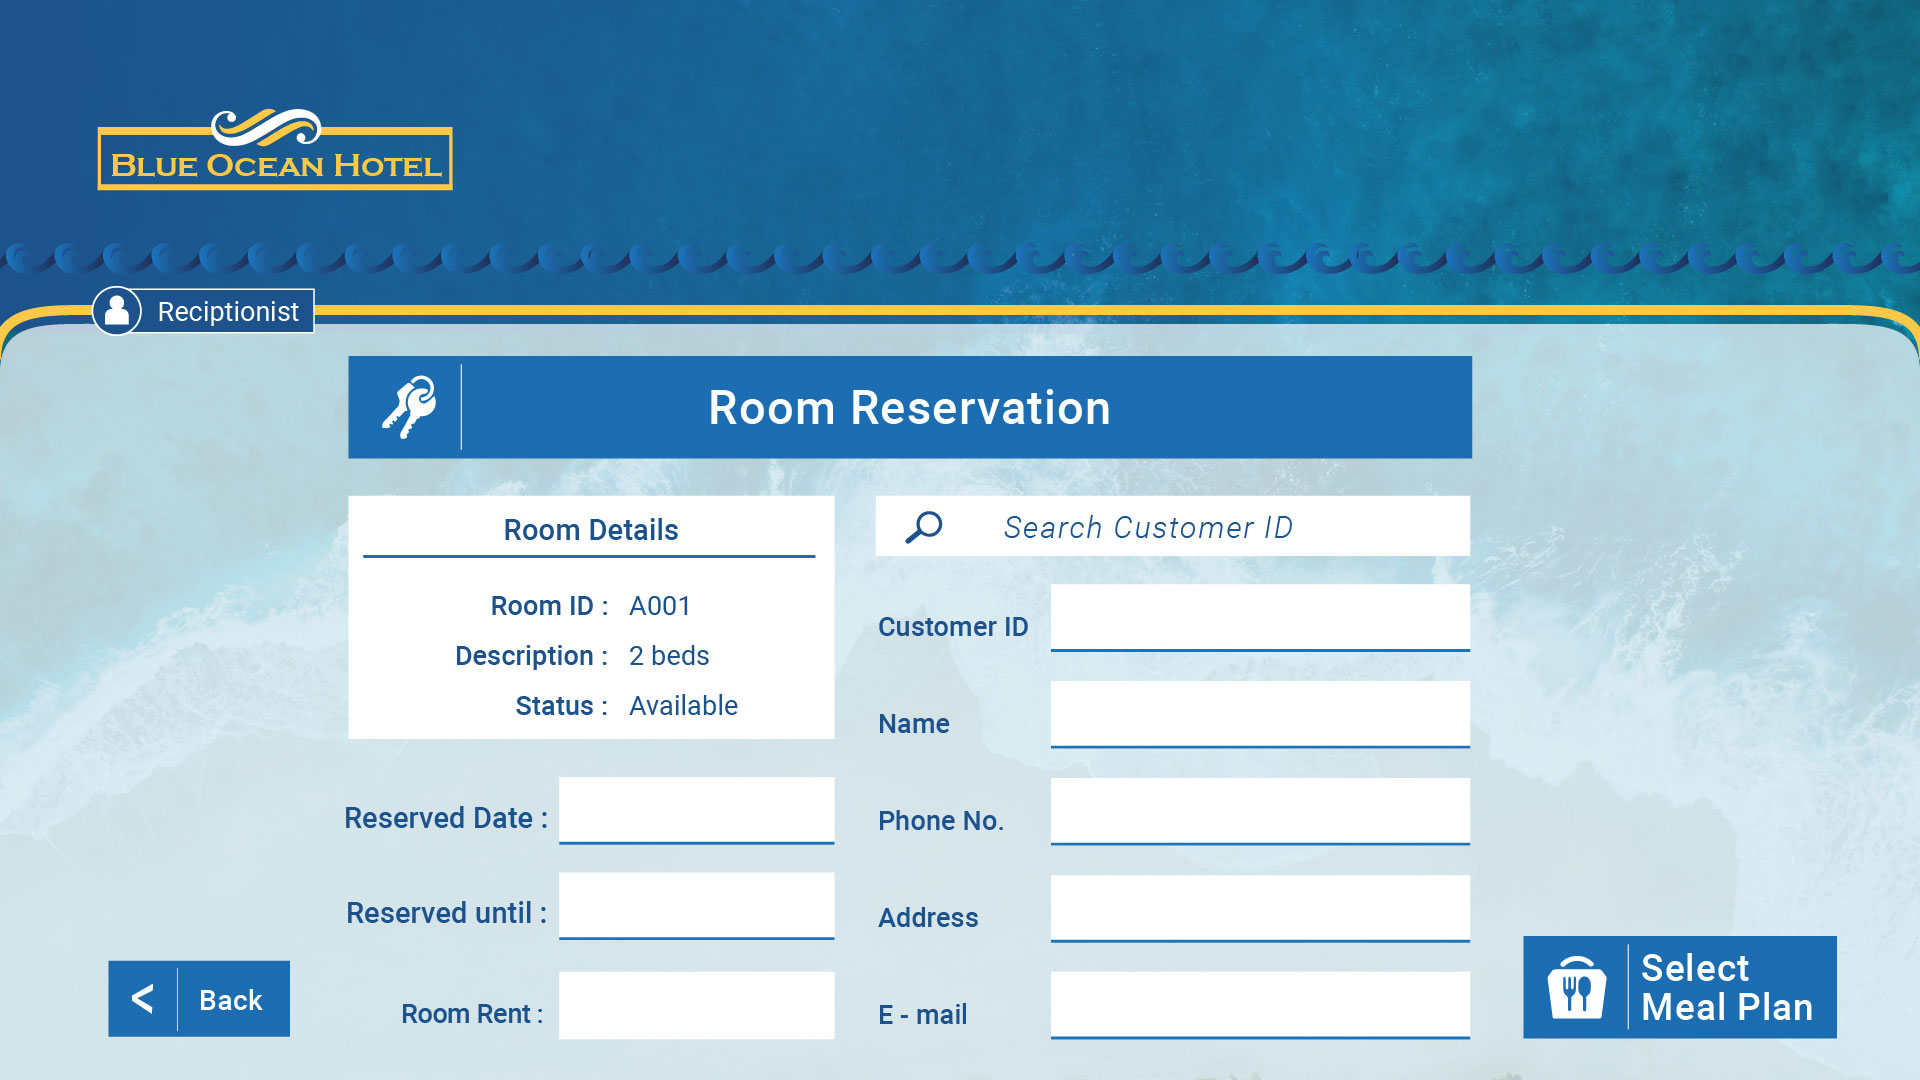 BLUE OCEAN HOTEL
Reciptionist
Room Reservation
Room Details
Room ID : A001
Description : 2 beds
Status : Available
Reserved Date :
Reserved until :
Room Rent :
Search Customer ID
Customer ID
Name
Phone No.
Address
E - mail
< Back
Select
Meal Plan